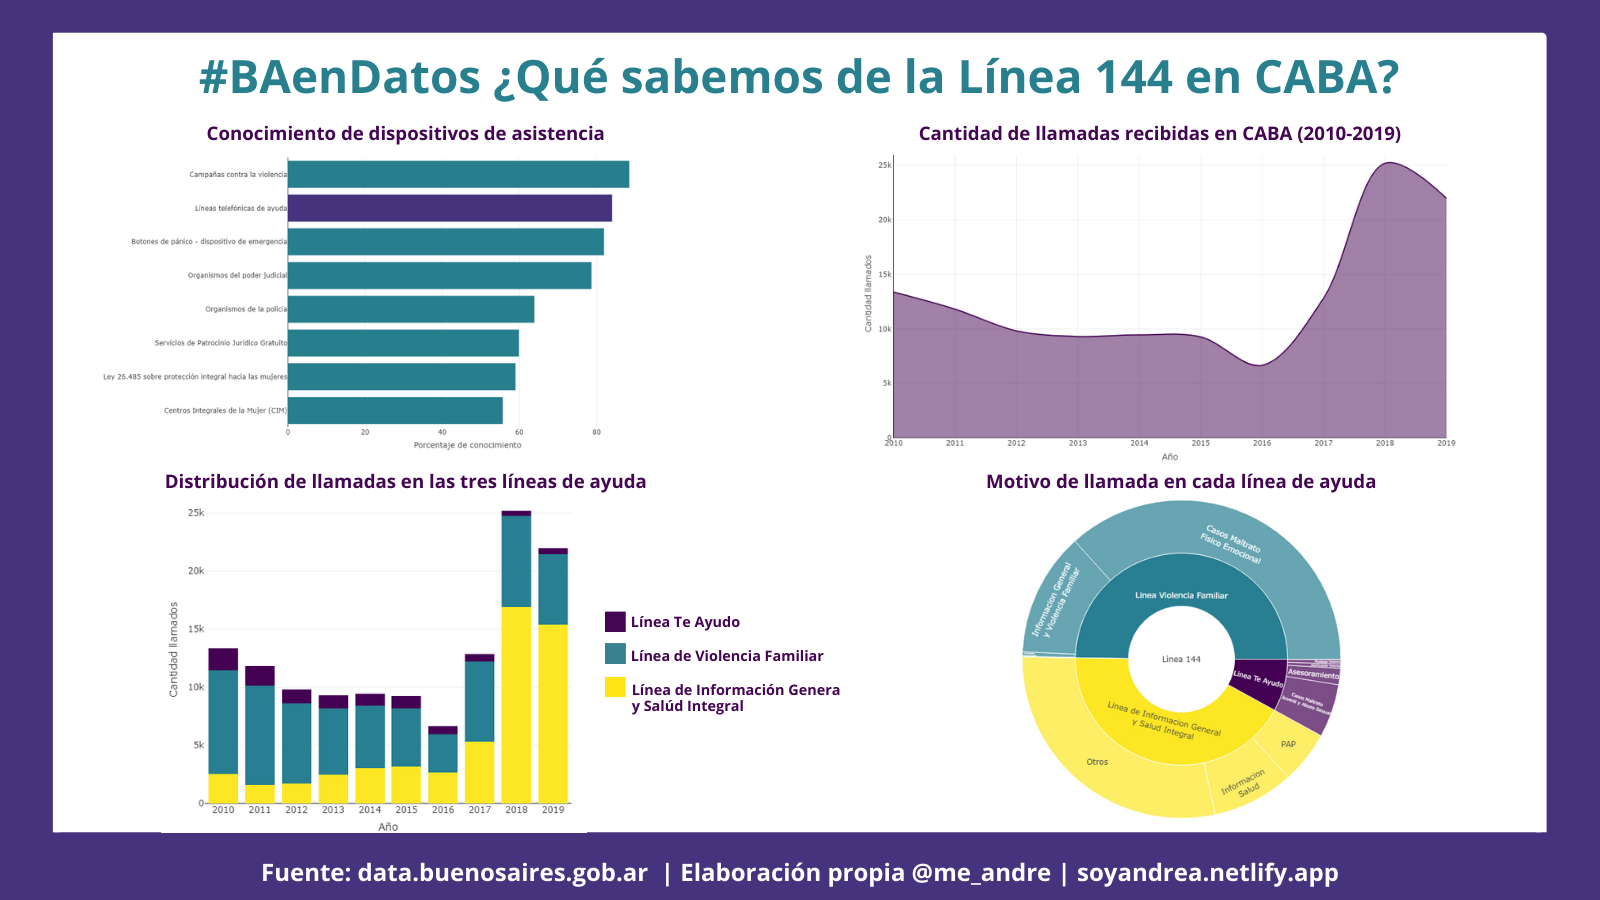 #BAenDatos ¿Qué sabemos de la Línea 144 en CABA?
Conocimiento de dispositivos de asistencia
Campañas contra la violencia
Líneas telefónicas de ayuda
Botones de pánico - dispositivo de emergencia
Organismos del poder judicial
Organismos de la policía
Servicios de Patrocinio Jurídico Gratuito
Ley 26.485 sobre protección integral hacia las mujeres
Centros Integrales de la Mujer (CIM)
0 20 40 60 80
Porcentaje de conocimiento
Cantidad de llamadas recibidas en CABA (2010-2019)
Cantidad llamados
25k
20k
15k
10k
5k
0
2010 2011 2012 2013 2014 2015 2016 2017 2018 2019
Año
Distribución de llamadas en las tres líneas de ayuda
Cantidad llamados
25k
20k
15k
10k
5k
0
2010 2011 2012 2013 2014 2015 2016 2017 2018 2019
Año
Línea Te Ayudo
Línea de Violencia Familiar
Línea de Información Genera
y Salúd Integral
Motivo de llamada en cada línea de ayuda
Casos Maltrato
Fisico Emocional
Informacion General
y Violencia Familiar
Linea Violencia Familiar
Linea 144
Linea Te Ayudo
Asesoramiento
Casos Maltrato
Juvenil y Abuso Sexual
Linea de Informacion General
y Salud Integral
PAP
Otros
Informacion
Salud
Fuente: data.buenosaires.gob.ar | Elaboración propia @me_andre | soyandrea.netlify.app